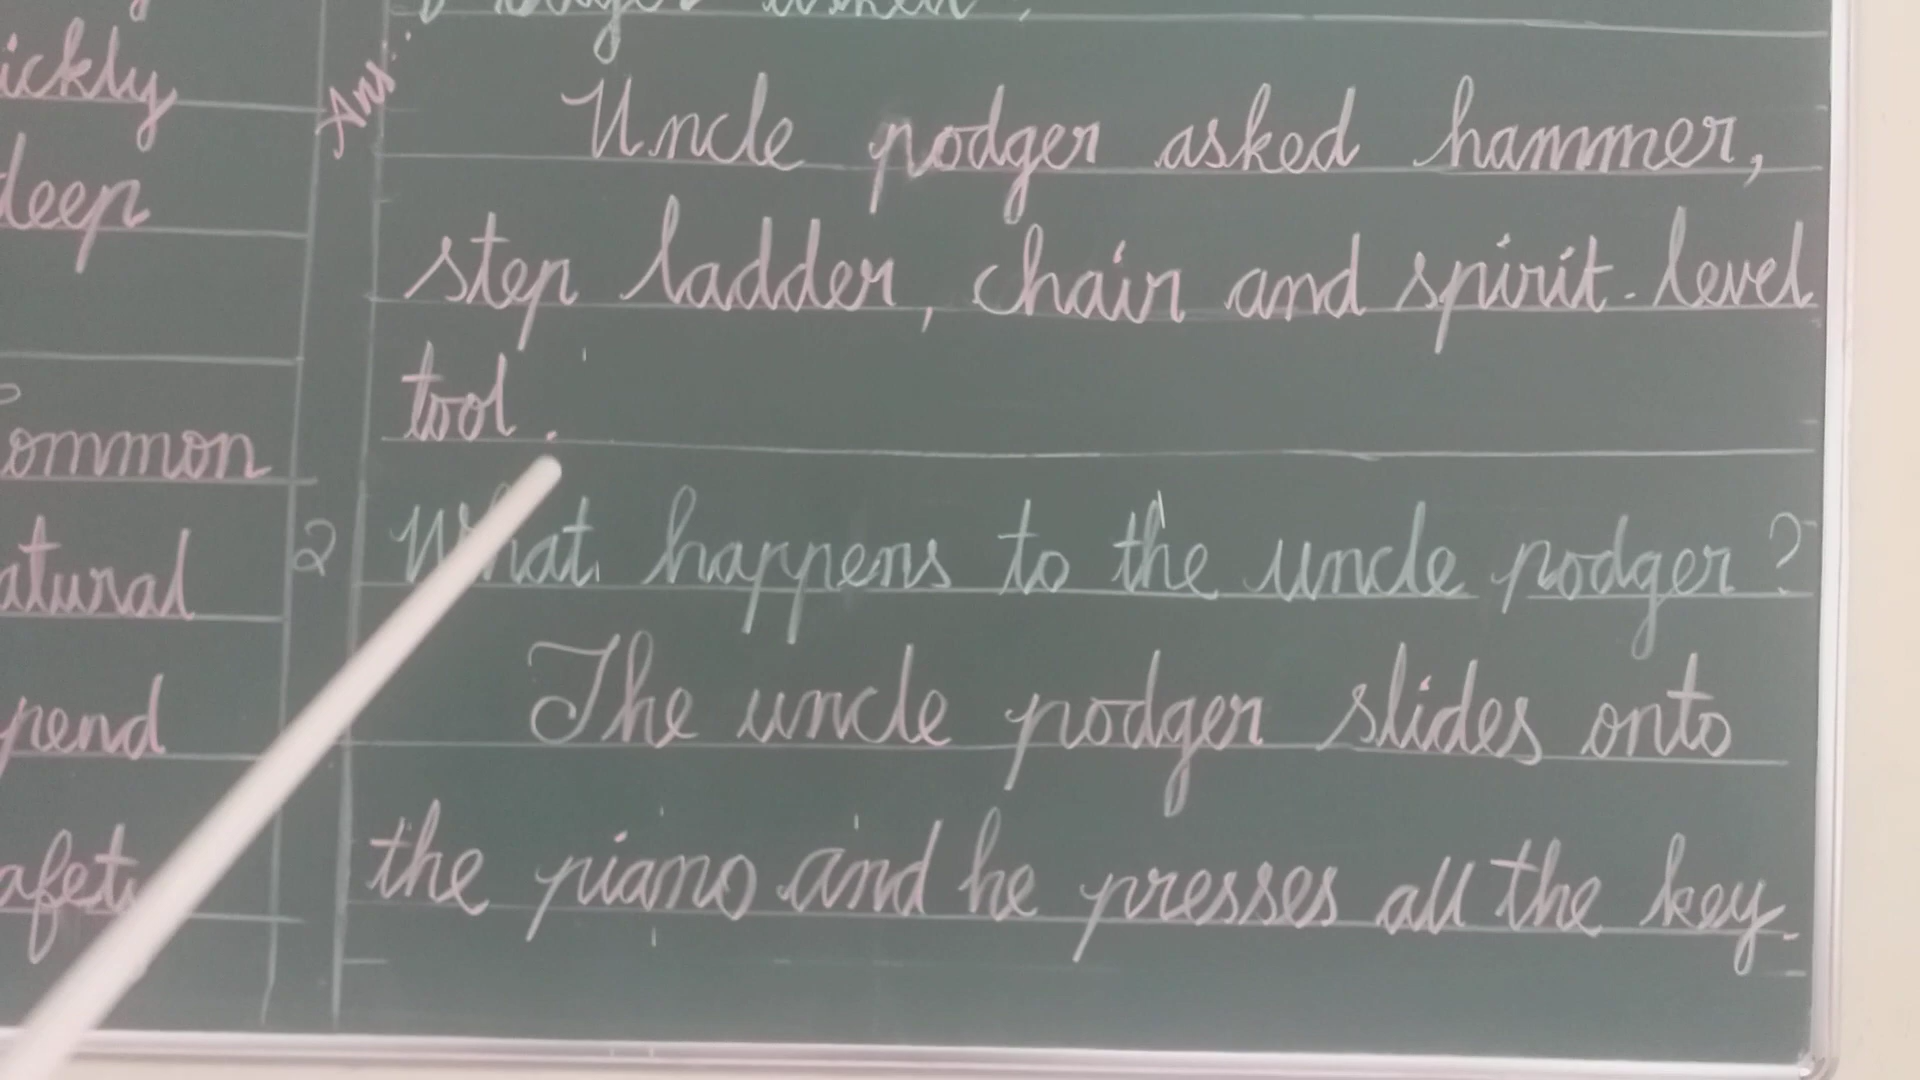 ickly
deep
ommon
atural
pend
afety
Ans:
Uncle podger asked hammer,
step ladder, chair and spirit-level
tool.
2 What happens to the uncle podger?
The uncle podger slides onto
the piano and he presses all the key.